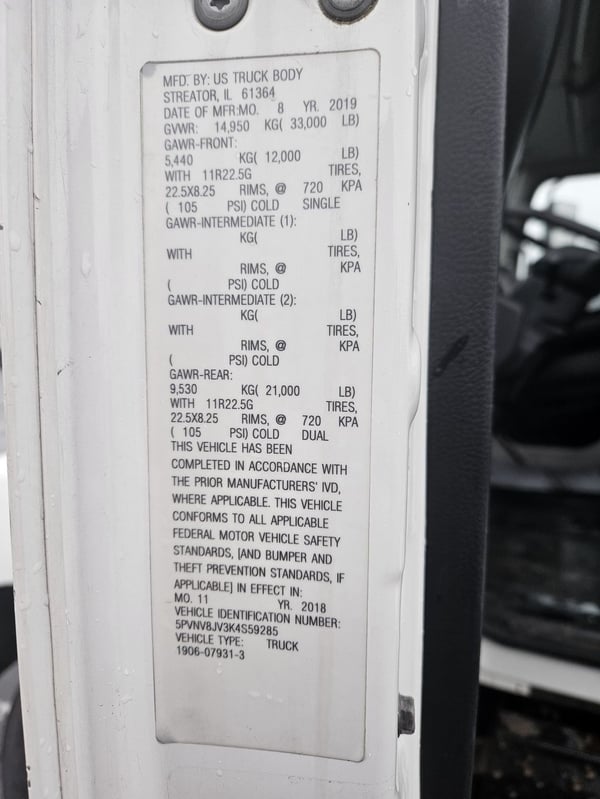 MFD. BY: US TRUCK BODY
STREATOR, IL 61364
DATE OF MFR:MO. 8 YR. 2019
GVWR: 14,950 KG( 33,000 LB)
GAWR-FRONT:
5,440 KG( 12,000 LB)
WITH 11R22.5G TIRES,
22.5X8.25 RIMS, @ 720 KPA
( 105 PSI) COLD SINGLE
GAWR-INTERMEDIATE (1):
KG( LB)
WITH TIRES,
RIMS, @ KPA
( PSI) COLD
GAWR-INTERMEDIATE (2):
KG( LB)
WITH TIRES,
RIMS, @ KPA
( PSI) COLD
GAWR-REAR:
9,530 KG( 21,000 LB)
WITH 11R22.5G TIRES,
22.5X8.25 RIMS, @ 720 KPA
( 105 PSI) COLD DUAL
THIS VEHICLE HAS BEEN
COMPLETED IN ACCORDANCE WITH
THE PRIOR MANUFACTURERS' IVD,
WHERE APPLICABLE. THIS VEHICLE
CONFORMS TO ALL APPLICABLE
FEDERAL MOTOR VEHICLE SAFETY
STANDARDS, [AND BUMPER AND
THEFT PREVENTION STANDARDS, IF
APPLICABLE] IN EFFECT IN:
MO. 11 YR. 2018
VEHICLE IDENTIFICATION NUMBER:
5PVNV8JV3K4S59285
VEHICLE TYPE: TRUCK
1906-07931-3